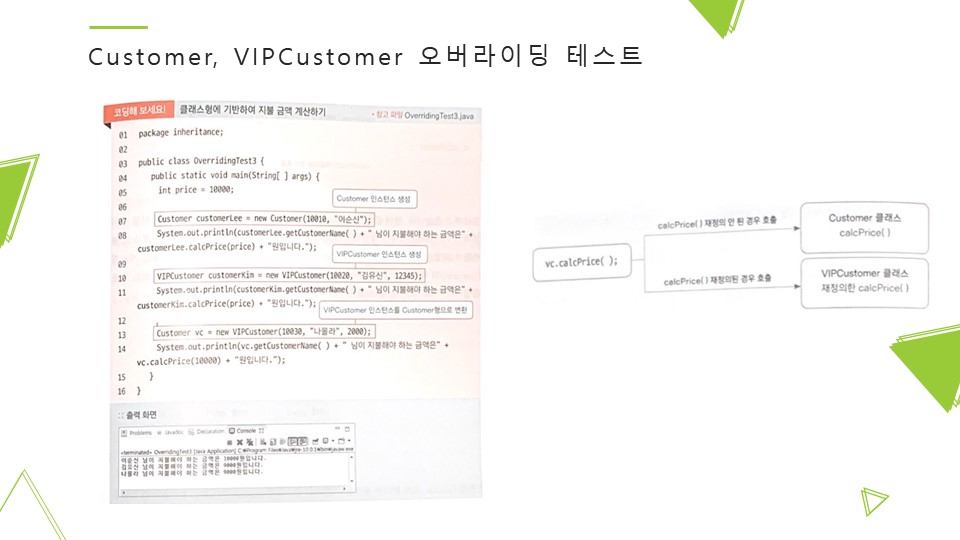 Customer, VIPCustomer 오버라이딩 테스트
코딩해 보세요! 클래스형에 기반하여 지불 금액 계산하기 • 참고 파일 OverridingTest3.java
01 package inheritance;
02
03 public class OverridingTest3 {
04 public static void main(String[ ] args) {
05 int price = 10000;
06 Customer 인스턴스 생성
07 Customer customerLee = new Customer(10010, "이순신");
08 System.out.println(customerLee.getCustomerName( ) + " 님이 지불해야 하는 금액은" +
customerLee.calcPrice(price) + "원입니다.");
09 VIPCustomer 인스턴스 생성
10 VIPCustomer customerKim = new VIPCustomer(10020, "김유신", 12345);
11 System.out.println(customerKim.getCustomerName( ) + " 님이 지불해야 하는 금액은" +
customerKim.calcPrice(price) + "원입니다.");
12 VIPCustomer 인스턴스를 Customer형으로 변환
13 Customer vc = new VIPCustomer(10030, "나몰라", 2000);
14 System.out.println(vc.getCustomerName( ) + " 님이 지불해야 하는 금액은" +
vc.calcPrice(10000) + "원입니다.");
15 }
16 }
출력 화면
Problems Javadoc Declaration Console
<terminated> OverridingTest3 [Java Application] C:\Program Files\Java\jre-10.0.1\bin\javaw.exe
이순신 님이 지불해야 하는 금액은 10000원입니다.
김유신 님이 지불해야 하는 금액은 9000원입니다.
나몰라 님이 지불해야 하는 금액은 9000원입니다.
vc.calcPrice( );
calcPrice( ) 재정의 안 된 경우 호출
Customer 클래스
calcPrice( )
calcPrice( ) 재정의된 경우 호출
VIPCustomer 클래스
재정의한 calcPrice( )